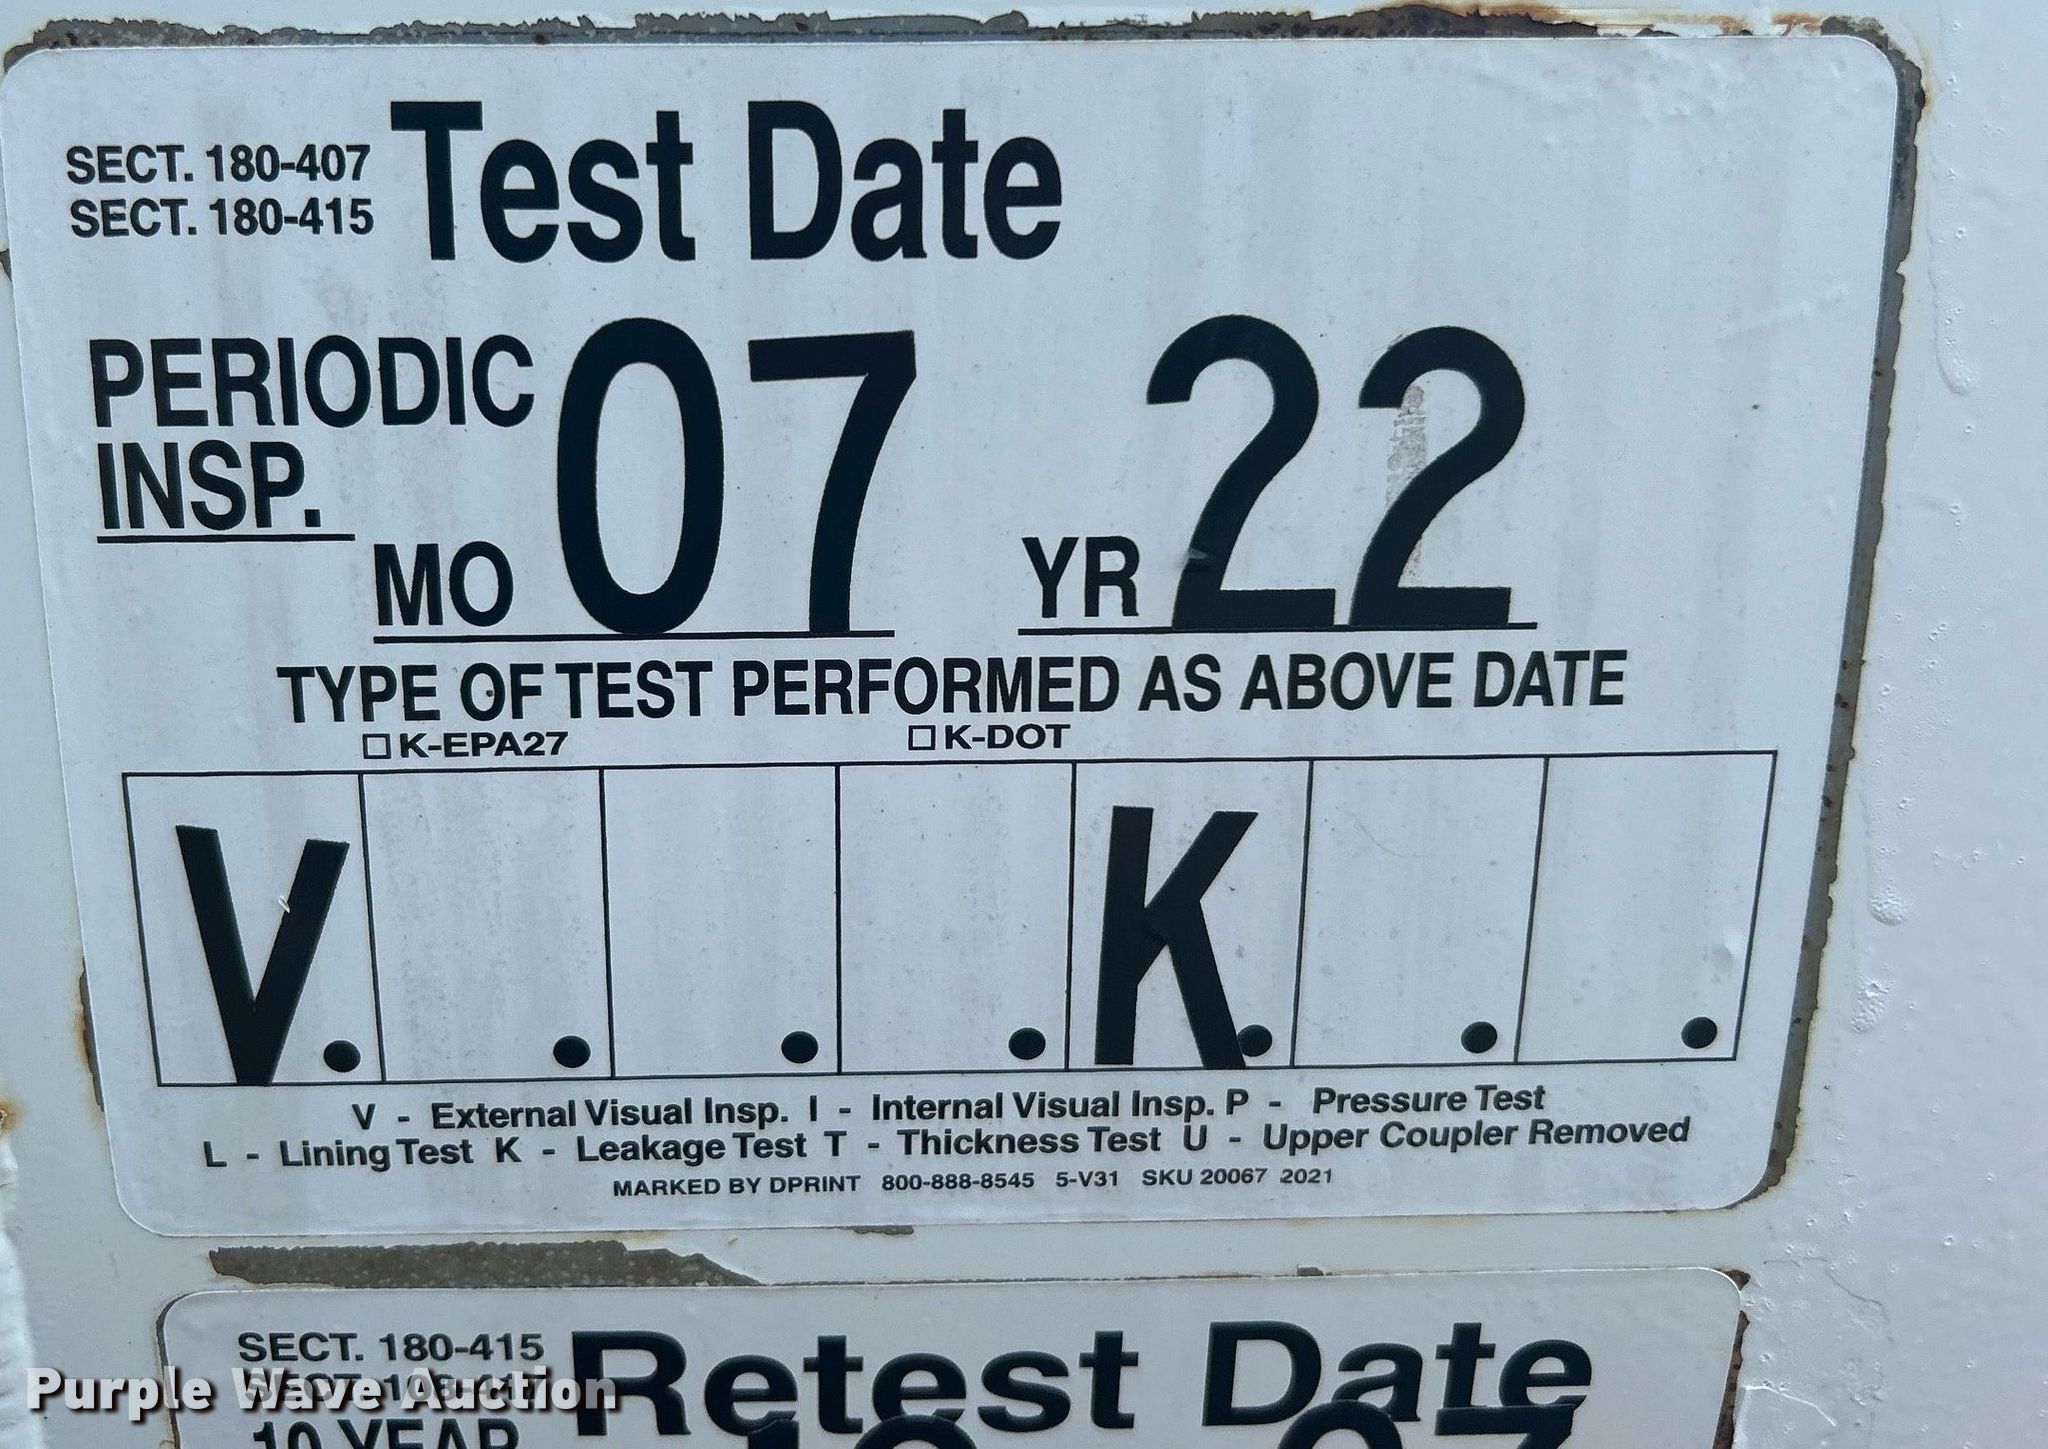 SECT. 180-407
SECT. 180-415
Test Date
PERIODIC
INSP.
MO 07 YR 22
TYPE OF TEST PERFORMED AS ABOVE DATE
☐ K-EPA27 ☐ K-DOT
V. . . . K. . .
V - External Visual Insp. I - Internal Visual Insp. P - Pressure Test
L - Lining Test K - Leakage Test T - Thickness Test U - Upper Coupler Removed
MARKED BY DPRINT 800-888-8545 5-V31 SKU 20067 2021
SECT. 180-415
Retest Date
Purple Wave Auction
10 YEAR